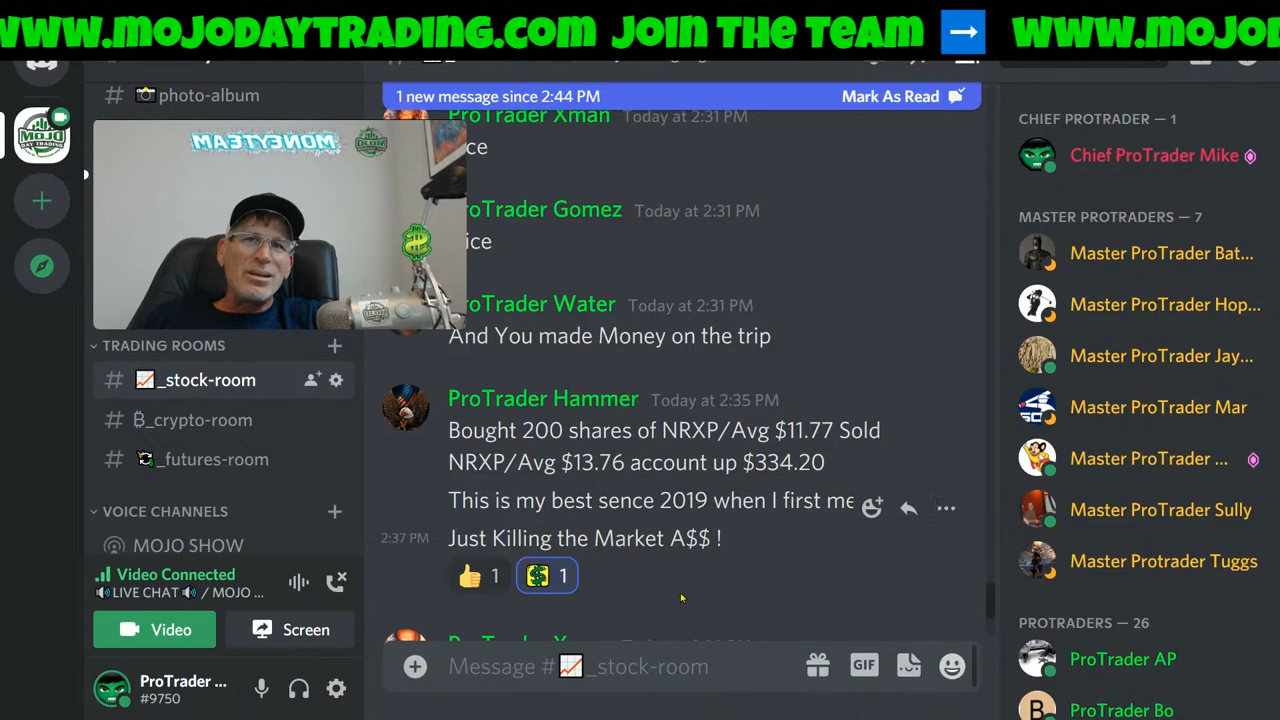 www.mojodaytrading.com Join The Team
www.mojo
photo-album
MONEYTEAM
MOJO
TRADING ROOMS
_stock-room
_crypto-room
_futures-room
VOICE CHANNELS
MOJO SHOW
Video Connected
LIVE CHAT / MOJO ...
Video
Screen
ProTrader ...
#9750
1 new message since 2:44 PM
Mark As Read
ProTrader Xman Today at 2:31 PM
ice
ProTrader Gomez Today at 2:31 PM
ice
ProTrader Water Today at 2:31 PM
And You made Money on the trip
ProTrader Hammer Today at 2:35 PM
Bought 200 shares of NRXP/Avg $11.77 Sold
NRXP/Avg $13.76 account up $334.20
This is my best sence 2019 when I first me
2:37 PM Just Killing the Market A$$ !
1
1
Message # _stock-room
GIF
CHIEF PROTRADER — 1
Chief ProTrader Mike
MASTER PROTRADERS — 7
Master ProTrader Bat...
Master ProTrader Hop...
Master ProTrader Jay...
Master ProTrader Mar
Master ProTrader ...
Master ProTrader Sully
Master Protrader Tuggs
PROTRADERS — 26
ProTrader AP
ProTrader Bo